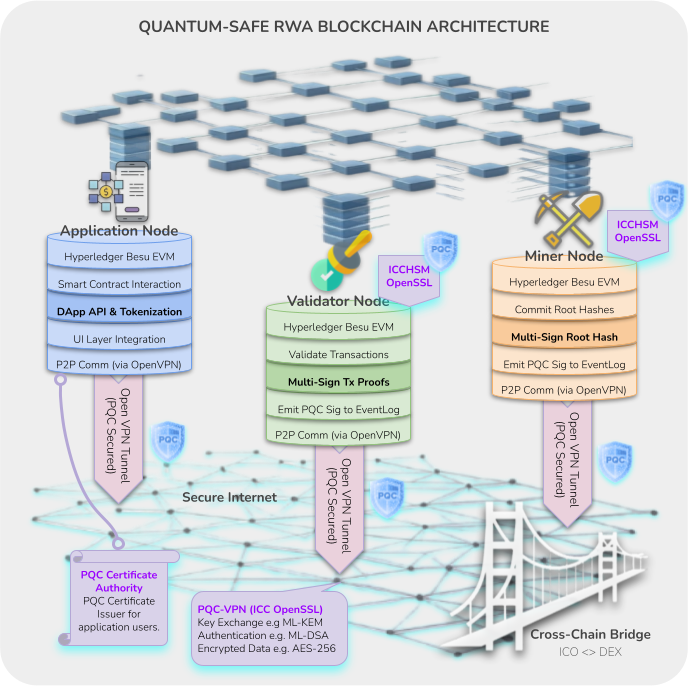 QUANTUM-SAFE RWA BLOCKCHAIN ARCHITECTURE
Application Node
Hyperledger Besu EVM
Smart Contract Interaction
DApp API & Tokenization
UI Layer Integration
P2P Comm (via OpenVPN)
Open VPN Tunnel
(PQC Secured)
PQC
PQC
ICCHSM
OpenSSL
Validator Node
Hyperledger Besu EVM
Validate Transactions
Multi-Sign Tx Proofs
Emit PQC Sig to EventLog
P2P Comm (via OpenVPN)
Open VPN Tunnel
(PQC Secured)
PQC
PQC
ICCHSM
OpenSSL
Miner Node
Hyperledger Besu EVM
Commit Root Hashes
Multi-Sign Root Hash
Emit PQC Sig to EventLog
P2P Comm (via OpenVPN)
Open VPN Tunnel
(PQC Secured)
PQC
Secure Internet
PQC Certificate
Authority
PQC Certificate
Issuer for
application users.
PQC-VPN (ICC OpenSSL)
Key Exchange e.g ML-KEM
Authentication e.g. ML-DSA
Encrypted Data e.g. AES-256
Cross-Chain Bridge
ICO <> DEX